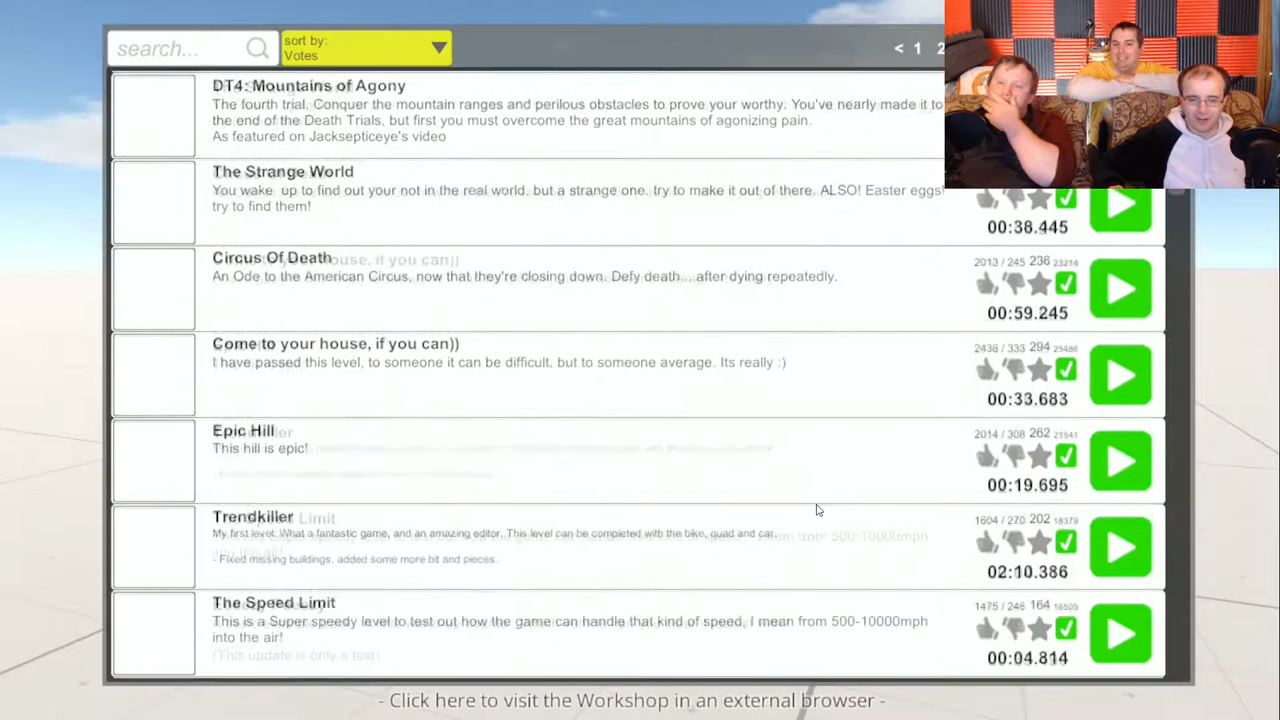 search...
sort by:
Votes
< 1 2
DT4: Mountains of Agony
The fourth trial. Conquer the mountain ranges and perilous obstacles to prove your worthy. You've nearly made it to
the end of the Death Trials, but first you must overcome the great mountains of agonizing pain.
As featured on Jacksepticeye's video
The Strange World
You wake up to find out your not in the real world. but a strange one. try to make it out of there. ALSO! Easter eggs!
try to find them!
00:38.445
Circus Of Death
An Ode to the American Circus, now that they're closing down. Defy death... after dying repeatedly.
2013 / 245 236 23214
00:59.245
Come to your house, if you can))
I have passed this level, to someone it can be difficult, but to someone average. Its really :)
2436 / 333 294 25486
00:33.683
Epic Hill
This hill is epic!
2014 / 308 262 21541
00:19.695
Trendkiller
My first level. What a fantastic game, and an amazing editor. This level can be completed with the bike, quad and car.
- Fixed missing buildings, added some more bit and pieces.
1604 / 270 202 18379
02:10.386
The Speed Limit
This is a Super speedy level to test out how the game can handle that kind of speed, I mean from 500-10000mph
into the air!
(This update is only a test)
1475 / 246 164 16509
00:04.814
- Click here to visit the Workshop in an external browser -